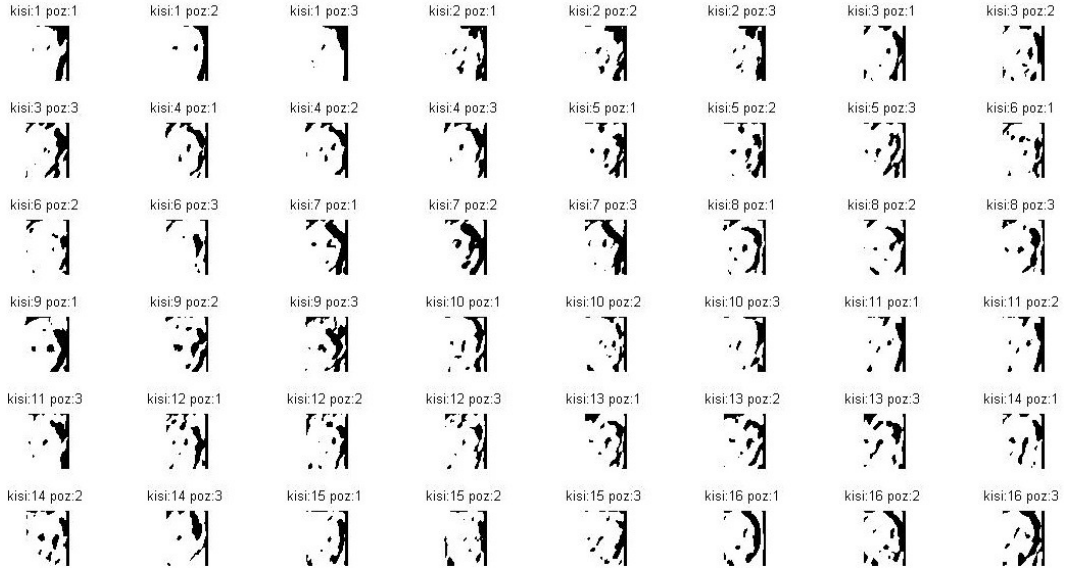 kisi:1 poz:1 kisi:1 poz:2 kisi:1 poz:3 kisi:2 poz:1 kisi:2 poz:2 kisi:2 poz:3 kisi:3 poz:1 kisi:3 poz:2
kisi:3 poz:3 kisi:4 poz:1 kisi:4 poz:2 kisi:4 poz:3 kisi:5 poz:1 kisi:5 poz:2 kisi:5 poz:3 kisi:6 poz:1
kisi:6 poz:2 kisi:6 poz:3 kisi:7 poz:1 kisi:7 poz:2 kisi:7 poz:3 kisi:8 poz:1 kisi:8 poz:2 kisi:8 poz:3
kisi:9 poz:1 kisi:9 poz:2 kisi:9 poz:3 kisi:10 poz:1 kisi:10 poz:2 kisi:10 poz:3 kisi:11 poz:1 kisi:11 poz:2
kisi:11 poz:3 kisi:12 poz:1 kisi:12 poz:2 kisi:12 poz:3 kisi:13 poz:1 kisi:13 poz:2 kisi:13 poz:3 kisi:14 poz:1
kisi:14 poz:2 kisi:14 poz:3 kisi:15 poz:1 kisi:15 poz:2 kisi:15 poz:3 kisi:16 poz:1 kisi:16 poz:2 kisi:16 poz:3